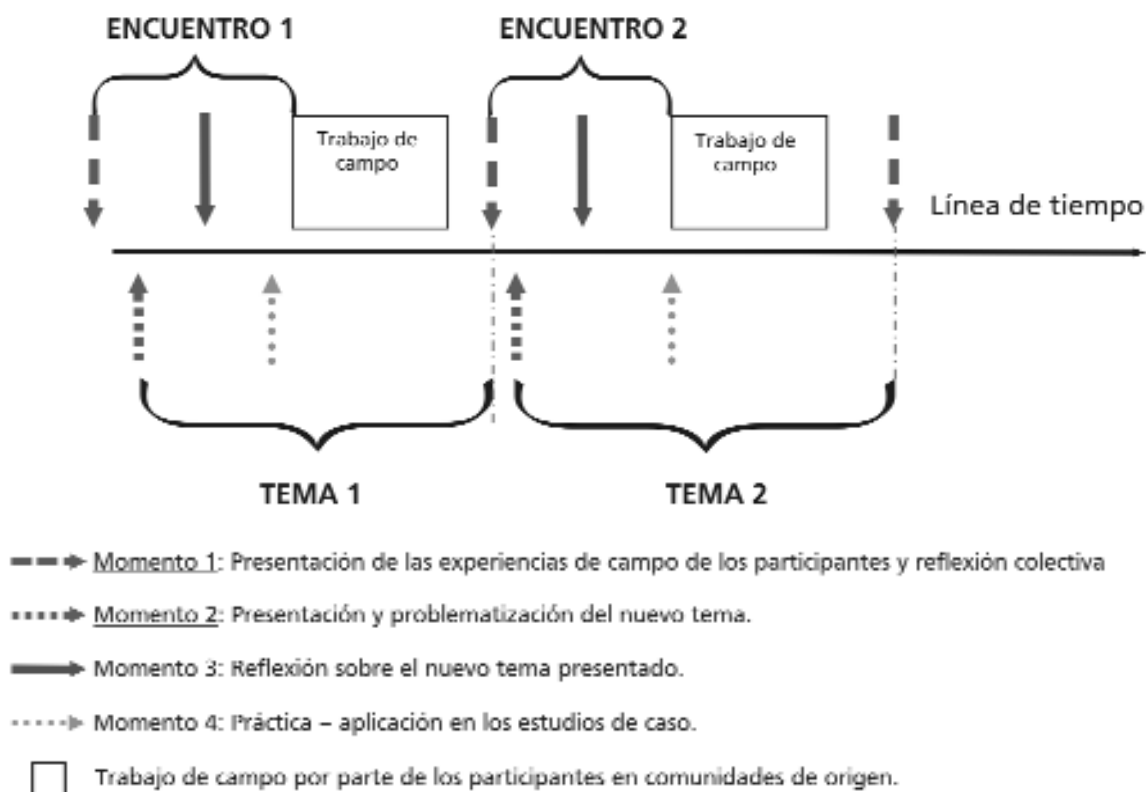 ENCUENTRO 1
ENCUENTRO 2
Trabajo de
campo
Trabajo de
campo
Línea de tiempo
TEMA 1
TEMA 2
Momento 1: Presentación de las experiencias de campo de los participantes y reflexión colectiva
Momento 2: Presentación y problematización del nuevo tema.
Momento 3: Reflexión sobre el nuevo tema presentado.
Momento 4: Práctica – aplicación en los estudios de caso.
Trabajo de campo por parte de los participantes en comunidades de origen.